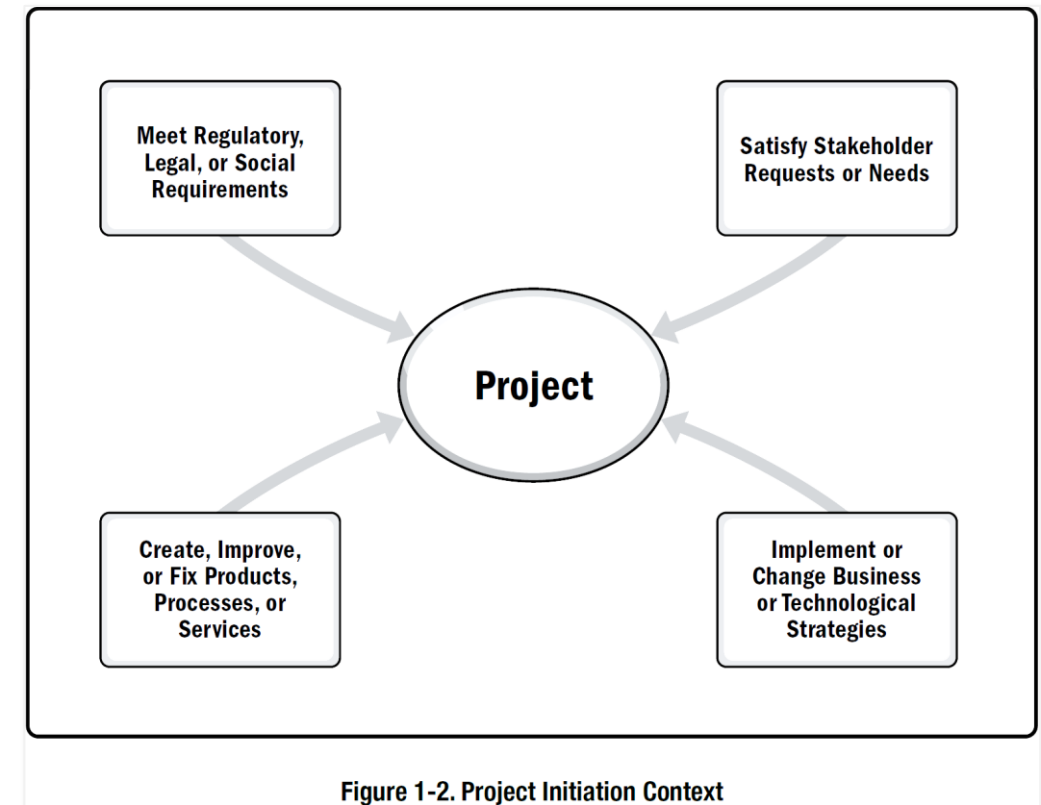 Meet Regulatory,
Legal, or Social
Requirements
Satisfy Stakeholder
Requests or Needs
Project
Create, Improve,
or Fix Products,
Processes, or
Services
Implement or
Change Business
or Technological
Strategies
Figure 1-2. Project Initiation Context